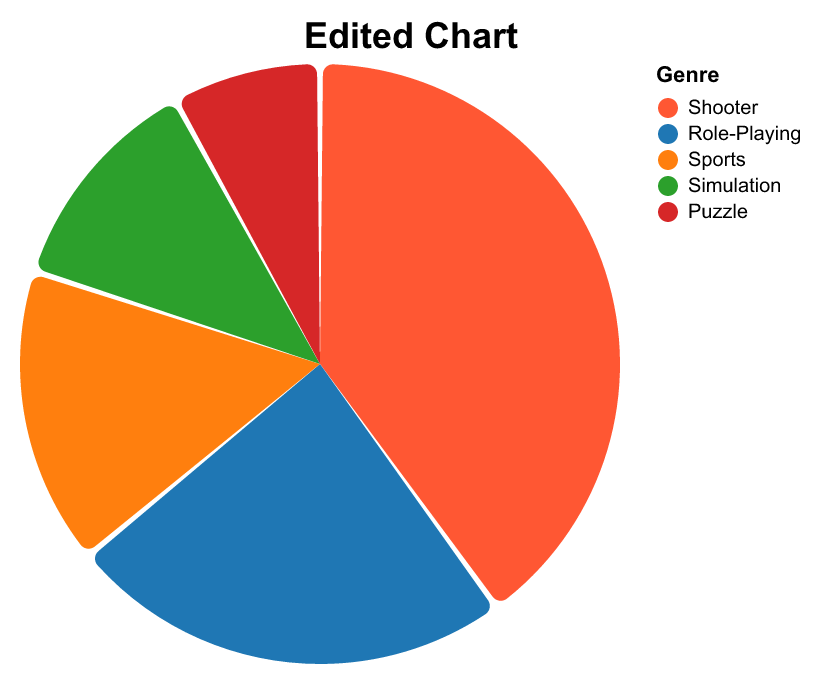 Edited Chart
Genre
Shooter
Role-Playing
Sports
Simulation
Puzzle